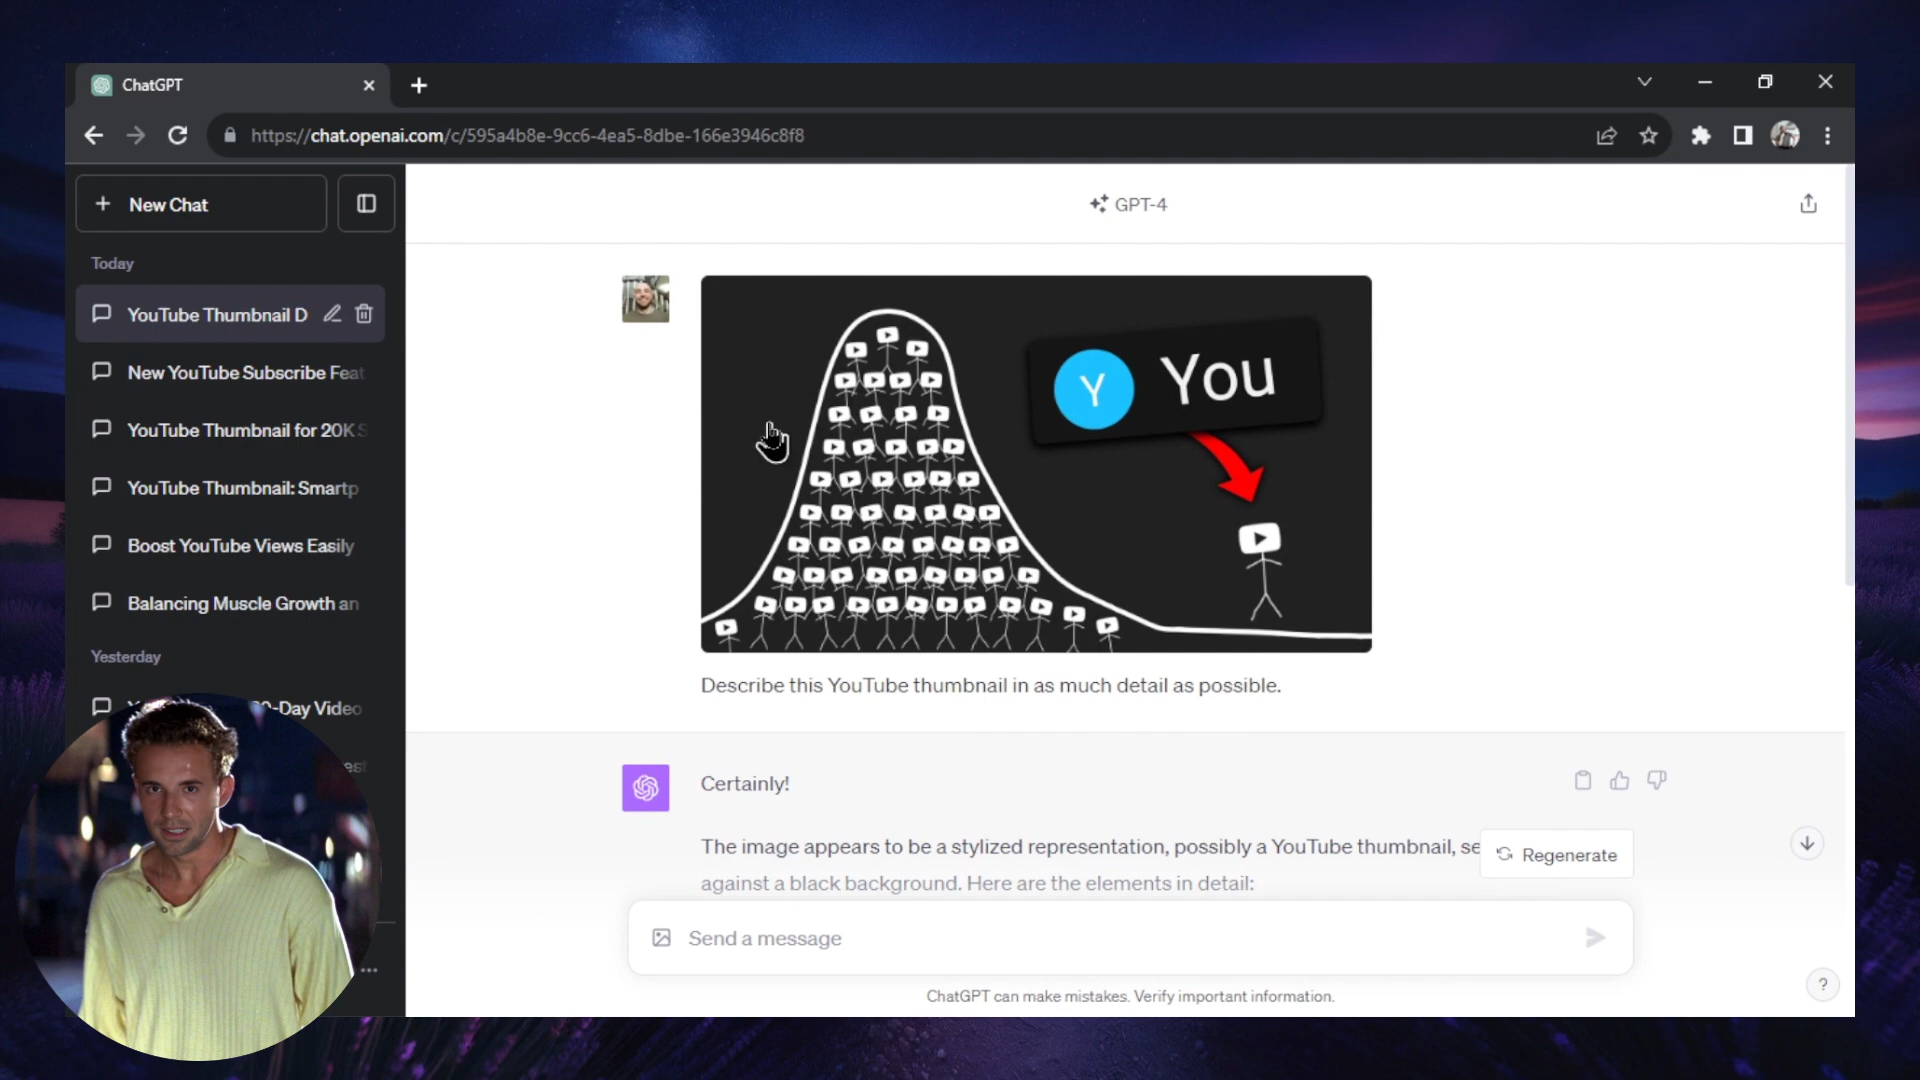 ChatGPT
https://chat.openai.com/c/595a4b8e-9cc6-4ea5-8dbe-166e3946c8f8
New Chat
GPT-4
Today
YouTube Thumbnail D
New YouTube Subscribe Feat
YouTube Thumbnail for 20K S
YouTube Thumbnail: Smartp
Boost YouTube Views Easily
Balancing Muscle Growth an
Yesterday
-Day Video
est
Y You
Describe this YouTube thumbnail in as much detail as possible.
Certainly!
The image appears to be a stylized representation, possibly a YouTube thumbnail, se
against a black background. Here are the elements in detail:
Regenerate
Send a message
ChatGPT can make mistakes. Verify important information.
?